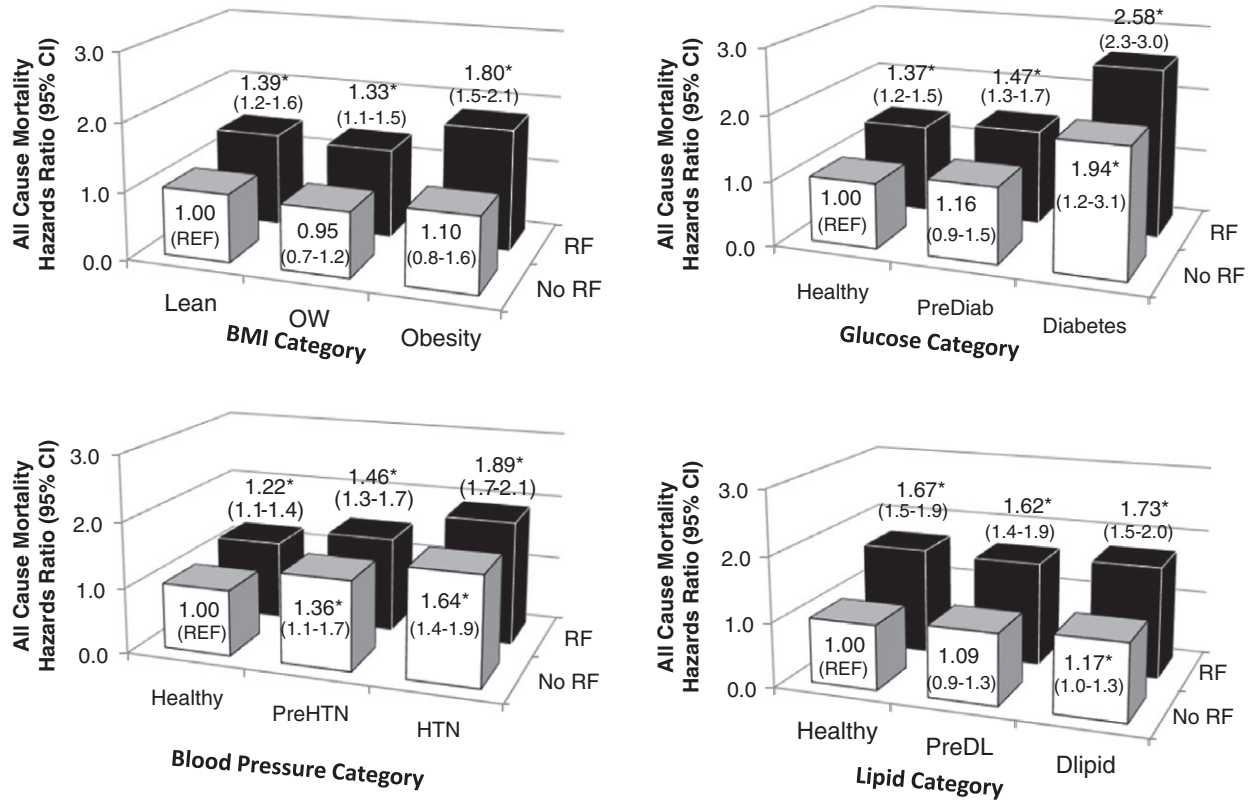 All Cause Mortality
Hazards Ratio (95% CI)
3.0
2.0
1.0
0.0
1.39*
(1.2-1.6)
1.33*
(1.1-1.5)
1.80*
(1.5-2.1)
1.00
(REF)
0.95
(0.7-1.2)
1.10
(0.8-1.6)
RF
No RF
Lean
OW
Obesity
BMI Category
All Cause Mortality
Hazards Ratio (95% CI)
3.0
2.0
1.0
0.0
1.37*
(1.2-1.5)
1.47*
(1.3-1.7)
2.58*
(2.3-3.0)
1.00
(REF)
1.16
(0.9-1.5)
1.94*
(1.2-3.1)
RF
No RF
Healthy
PreDiab
Diabetes
Glucose Category
All Cause Mortality
Hazards Ratio (95% CI)
3.0
2.0
1.0
0.0
1.22*
(1.1-1.4)
1.46*
(1.3-1.7)
1.89*
(1.7-2.1)
1.00
(REF)
1.36*
(1.1-1.7)
1.64*
(1.4-1.9)
RF
No RF
Healthy
PreHTN
HTN
Blood Pressure Category
All Cause Mortality
Hazards Ratio (95% CI)
3.0
2.0
1.0
0.0
1.67*
(1.5-1.9)
1.62*
(1.4-1.9)
1.73*
(1.5-2.0)
1.00
(REF)
1.09
(0.9-1.3)
1.17*
(1.0-1.3)
RF
No RF
Healthy
PreDL
Dlipid
Lipid Category